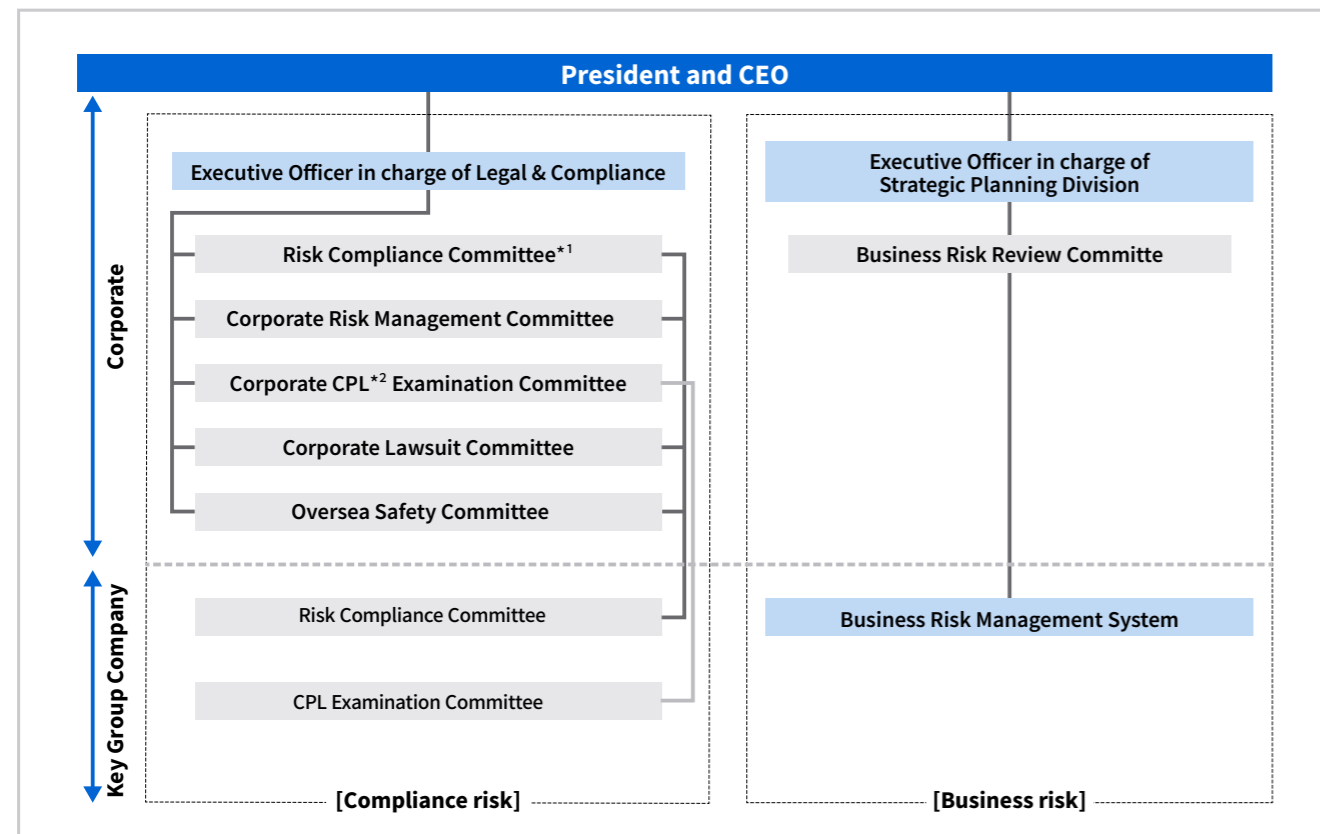 President and CEO
Corporate
Executive Officer in charge of Legal & Compliance
Risk Compliance Committee*1
Corporate Risk Management Committee
Corporate CPL*2 Examination Committee
Corporate Lawsuit Committee
Oversea Safety Committee
Executive Officer in charge of
Strategic Planning Division
Business Risk Review Committe
Key Group Company
Risk Compliance Committee
CPL Examination Committee
[Compliance risk]
Business Risk Management System
[Business risk]